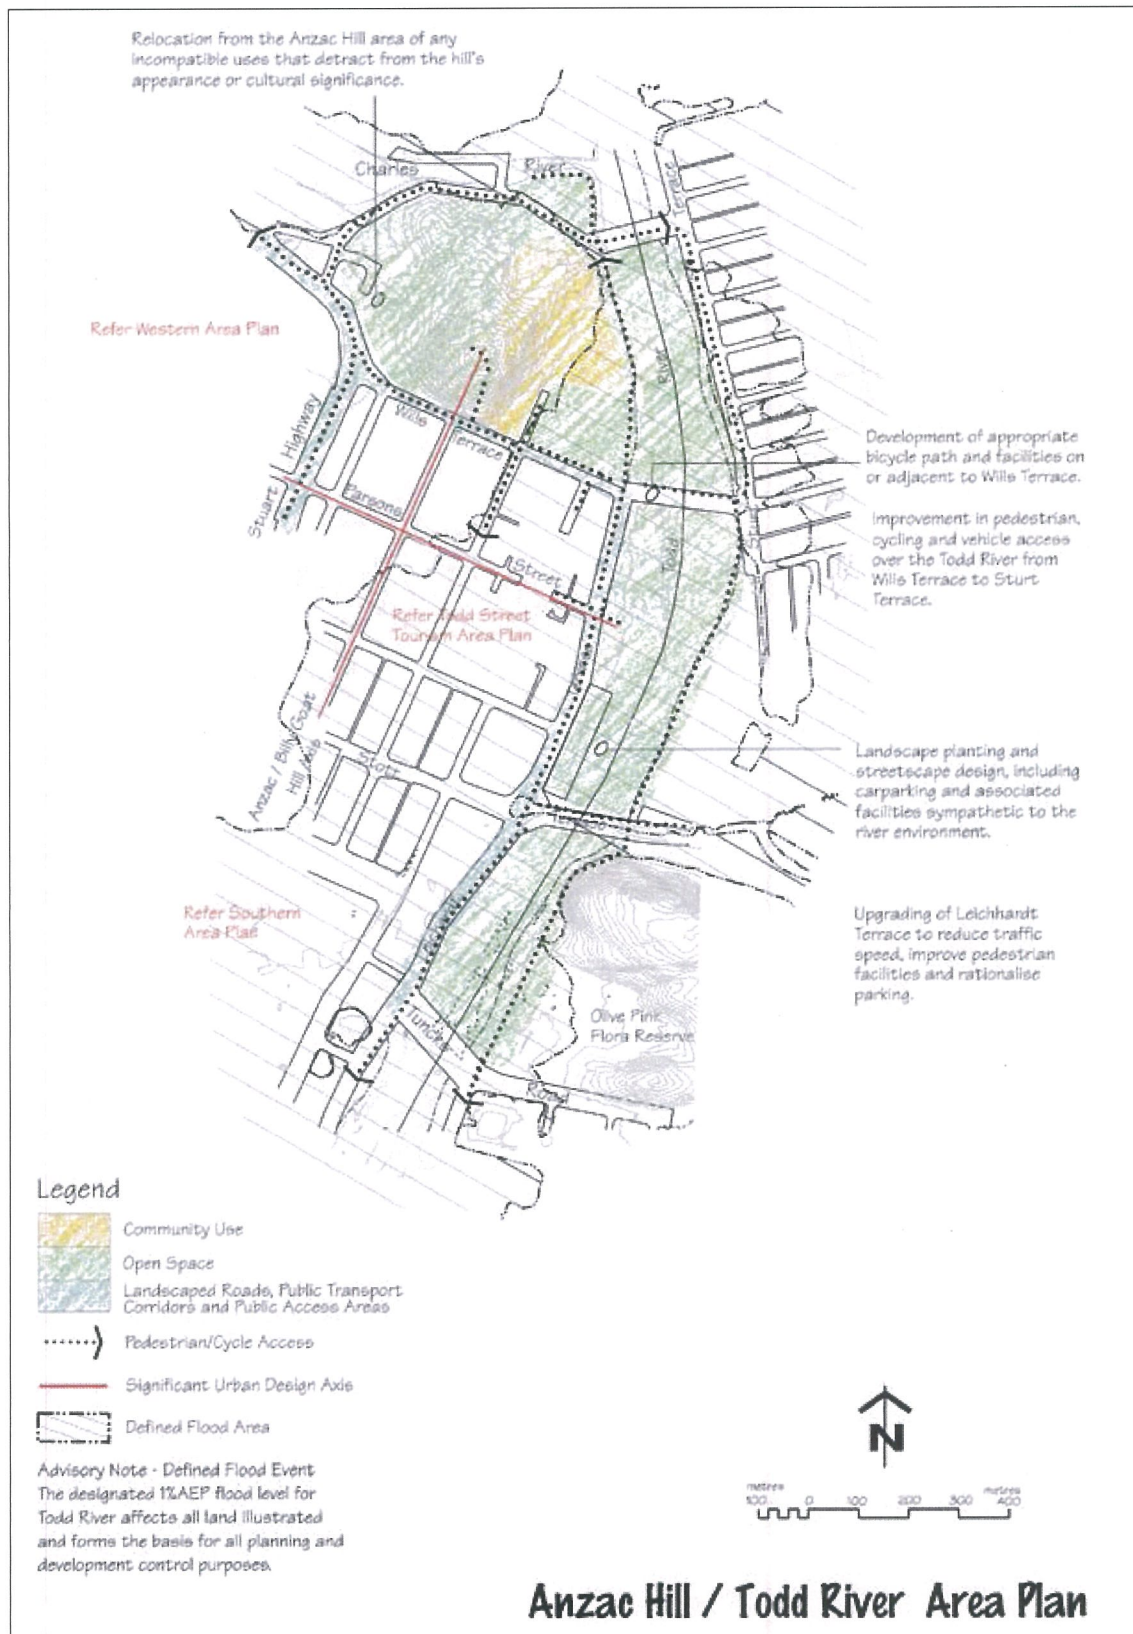 Relocation from the Anzac Hill area of any
incompatible uses that detract from the hill's
appearance or cultural significance.
Charles
River
Terrace
Refer Western Area Plan
River
Stuart Highway
Wills
Terrace
Parsons
Street
Todd
Sturt
Development of appropriate
bicycle path and facilities on
or adjacent to Wills Terrace.
Improvement in pedestrian,
cycling and vehicle access
over the Todd River from
Wills Terrace to Sturt
Terrace.
Refer Todd Street
Tourism Area Plan
Anzac / Billy Goat
Hill Axis
Stott
Terrace
Landscape planting and
streetscape design, including
carparking and associated
facilities sympathetic to the
river environment.
Refer Southern
Area Plan
Upgrading of Leichhardt
Terrace to reduce traffic
speed, improve pedestrian
facilities and rationalise
parking.
Olive Pink
Flora Reserve
Tuncks
Road
Legend
Community Use
Open Space
Landscaped Roads, Public Transport
Corridors and Public Access Areas
Pedestrian/Cycle Access
Significant Urban Design Axis
Defined Flood Area
Advisory Note - Defined Flood Event
The designated 1%AEP flood level for
Todd River affects all land illustrated
and forms the basis for all planning and
development control purposes.
N
metres
metres
100 0 100 200 300 400
Anzac Hill / Todd River Area Plan